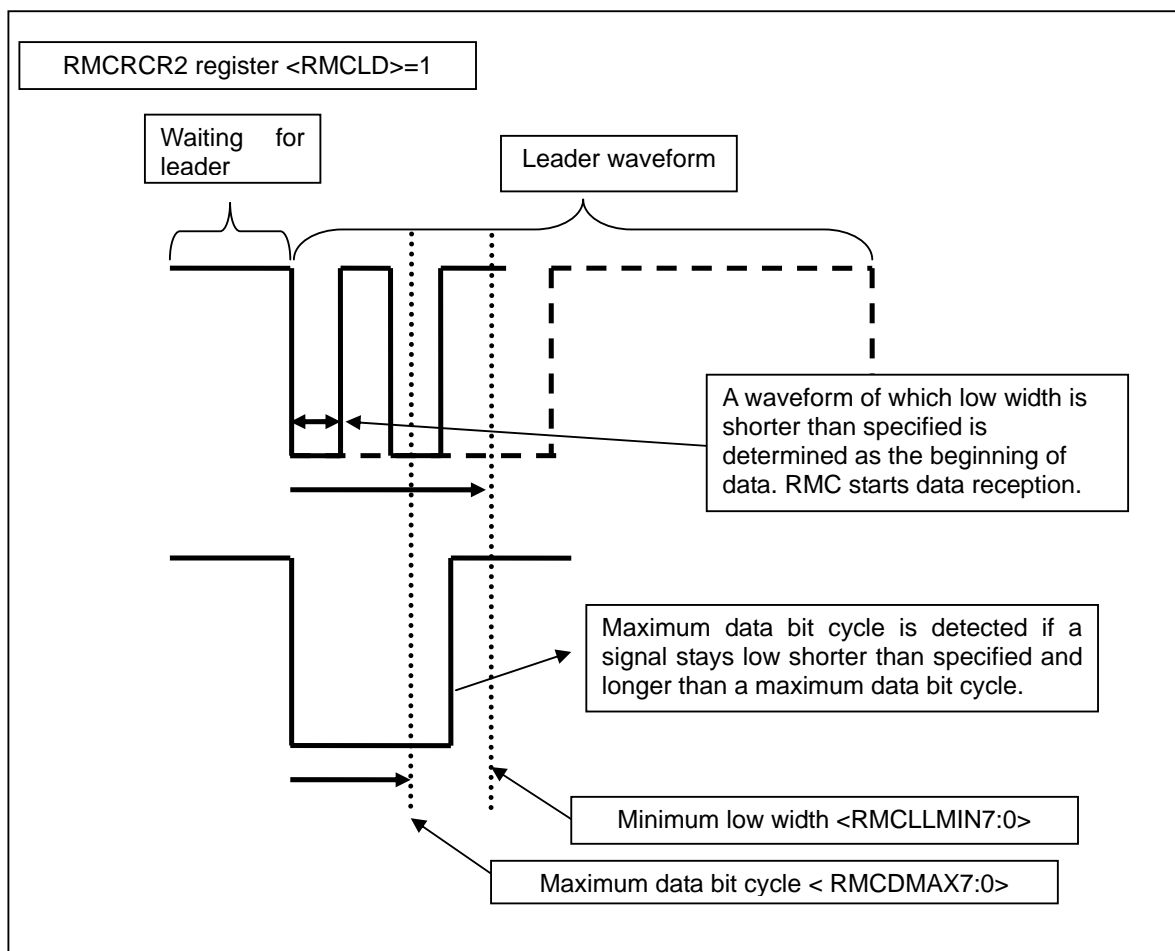 RMCRCR2 register <RMCLD>=1
Waiting for
leader
Leader waveform
A waveform of which low width is
shorter than specified is
determined as the beginning of
data. RMC starts data reception.
Maximum data bit cycle is detected if a
signal stays low shorter than specified and
longer than a maximum data bit cycle.
Minimum low width <RMCLLMIN7:0>
Maximum data bit cycle < RMCDMAX7:0>